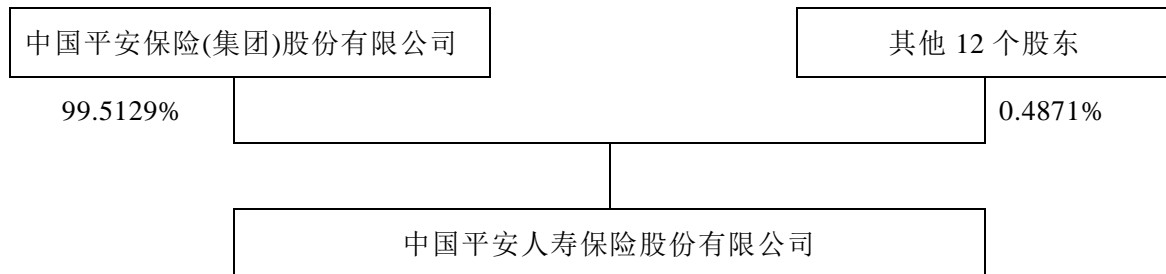 中国平安保险(集团)股份有限公司
其他 12 个股东
99.5129%
0.4871%
中国平安人寿保险股份有限公司